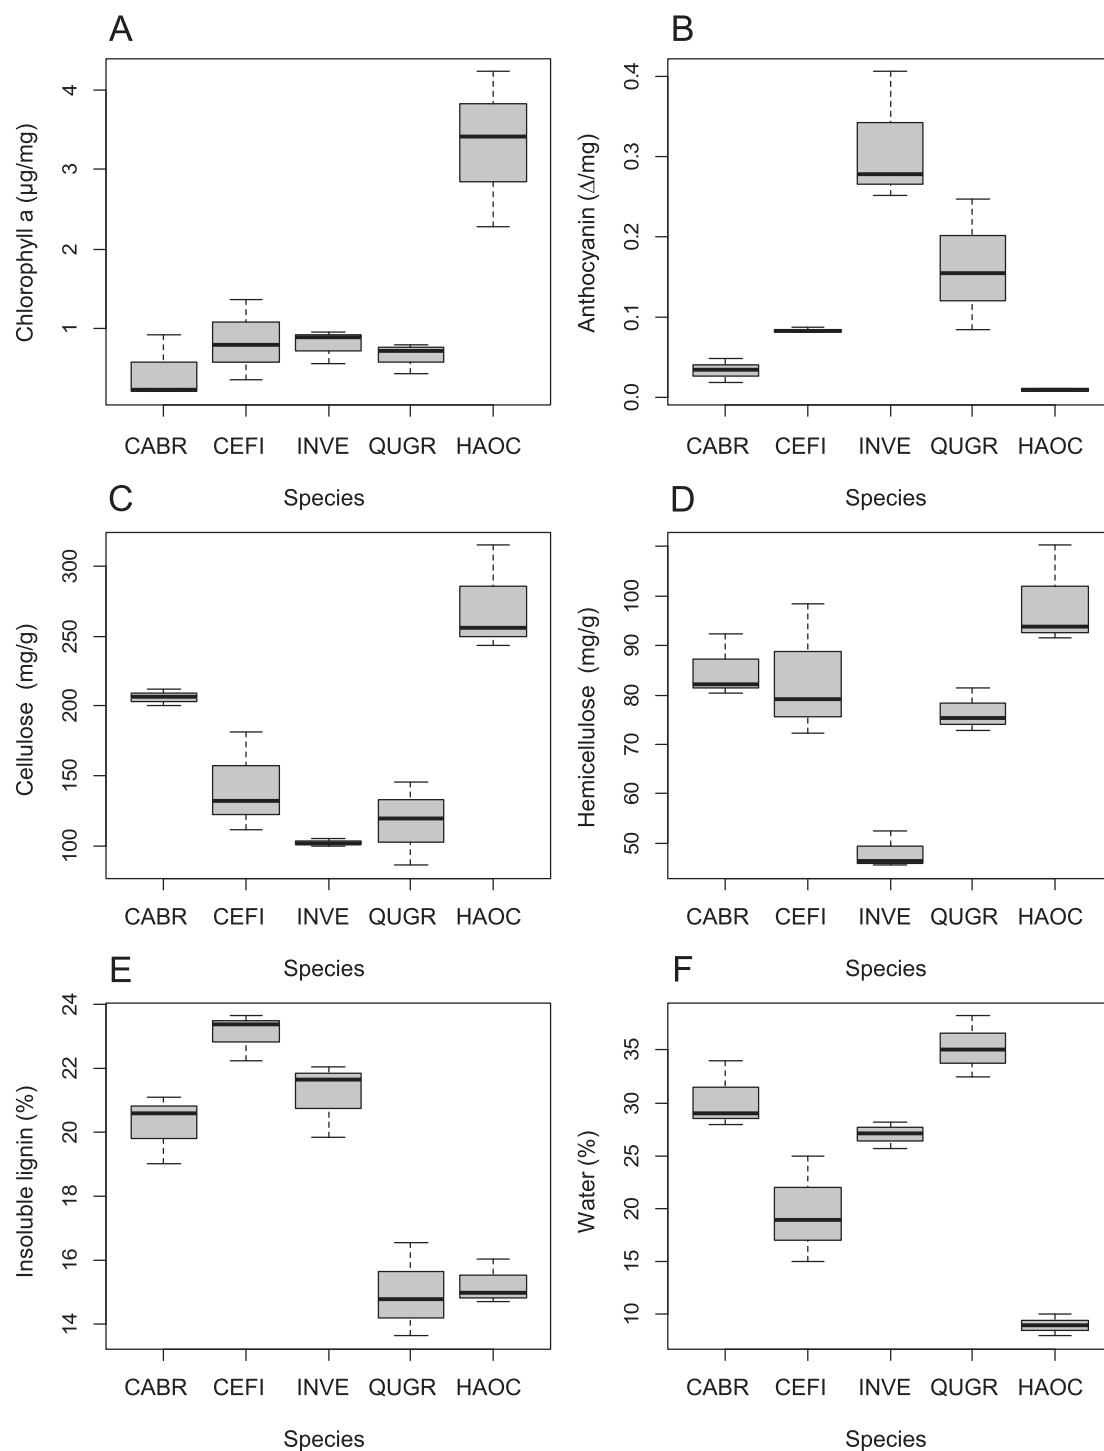 A
Chlorophyll a (µg/mg)
4
3
2
1
CABR CEFI INVE QUGR HAOC
Species
B
Anthocyanin (Δ/mg)
0.4
0.3
0.2
0.1
0.0
CABR CEFI INVE QUGR HAOC
Species
C
Cellulose (mg/g)
300
250
200
150
100
CABR CEFI INVE QUGR HAOC
Species
D
Hemicellulose (mg/g)
100
90
80
70
60
50
CABR CEFI INVE QUGR HAOC
Species
E
Insoluble lignin (%)
24
22
20
18
16
14
CABR CEFI INVE QUGR HAOC
Species
F
Water (%)
35
30
25
20
15
10
CABR CEFI INVE QUGR HAOC
Species